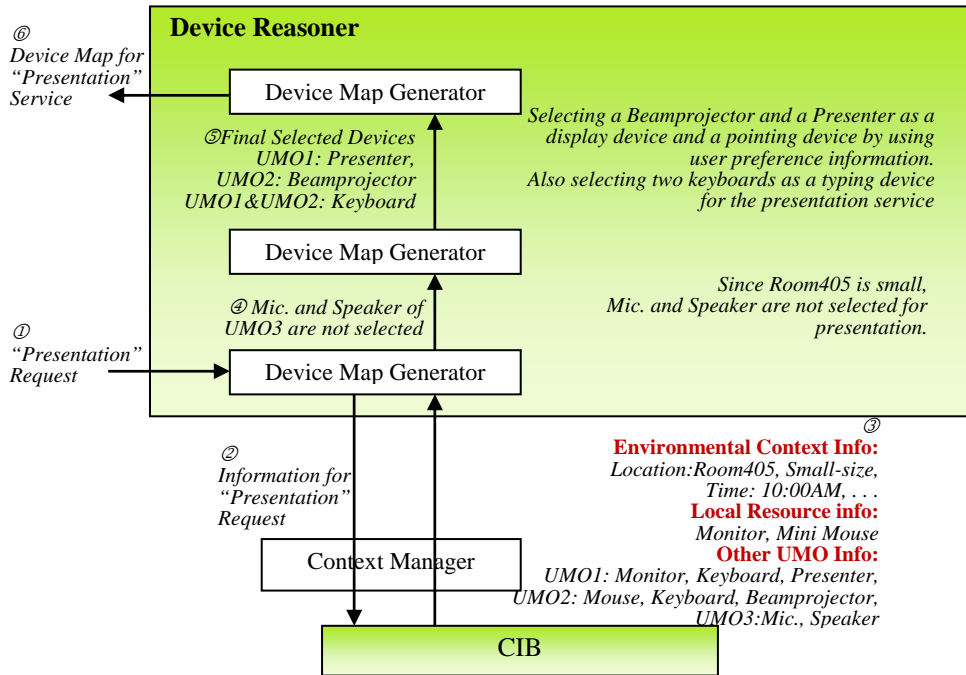 ⑥
Device Map for
“Presentation”
Service
Device Reasoner
Device Map Generator
⑤Final Selected Devices
UMO1: Presenter,
UMO2: Beamprojector
UMO1&UMO2: Keyboard
Selecting a Beamprojector and a Presenter as a
display device and a pointing device by using
user preference information.
Also selecting two keyboards as a typing device
for the presentation service
Device Map Generator
④ Mic. and Speaker of
UMO3 are not selected
Since Room405 is small,
Mic. and Speaker are not selected for
presentation.
①
“Presentation”
Request
Device Map Generator
②
Information for
“Presentation”
Request
③
Environmental Context Info:
Location:Room405, Small-size,
Time: 10:00AM, . . .
Local Resource info:
Monitor, Mini Mouse
Other UMO Info:
UMO1: Monitor, Keyboard, Presenter,
UMO2: Mouse, Keyboard, Beamprojector,
UMO3:Mic., Speaker
Context Manager
CIB